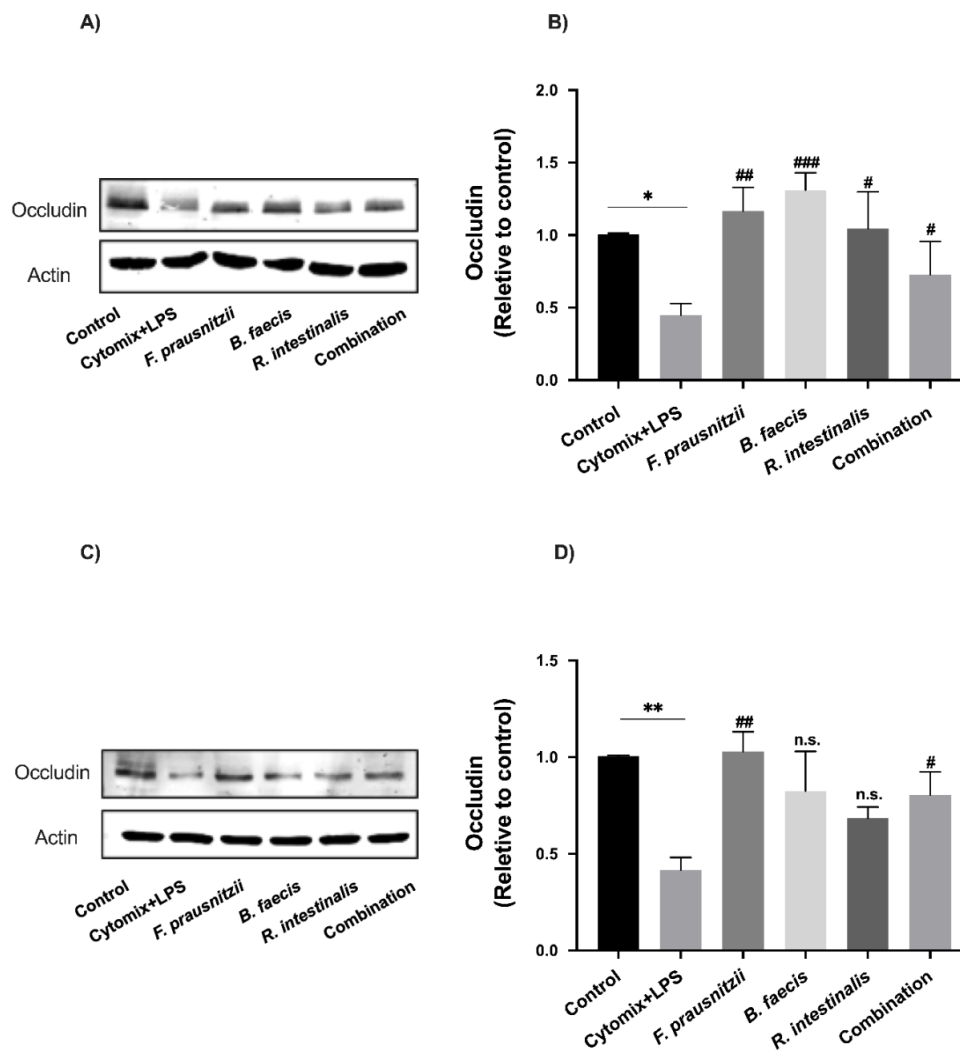 A)
Occludin
Actin
Control
Cytomix+LPS
F. prausnitzii
B. faecis
R. intestinalis
Combination
B)
Occludin
(Reletive to control)
2.0
1.5
1.0
0.5
0.0
*
##
###
#
#
Control
Cytomix+LPS
F. prausnitzii
B. faecis
R. intestinalis
Combination
C)
Occludin
Actin
Control
Cytomix+LPS
F. prausnitzii
B. faecis
R. intestinalis
Combination
D)
Occludin
(Reletive to control)
1.5
1.0
0.5
0.0
**
##
n.s.
n.s.
#
Control
Cytomix+LPS
F. prausnitzii
B. faecis
R. intestinalis
Combination